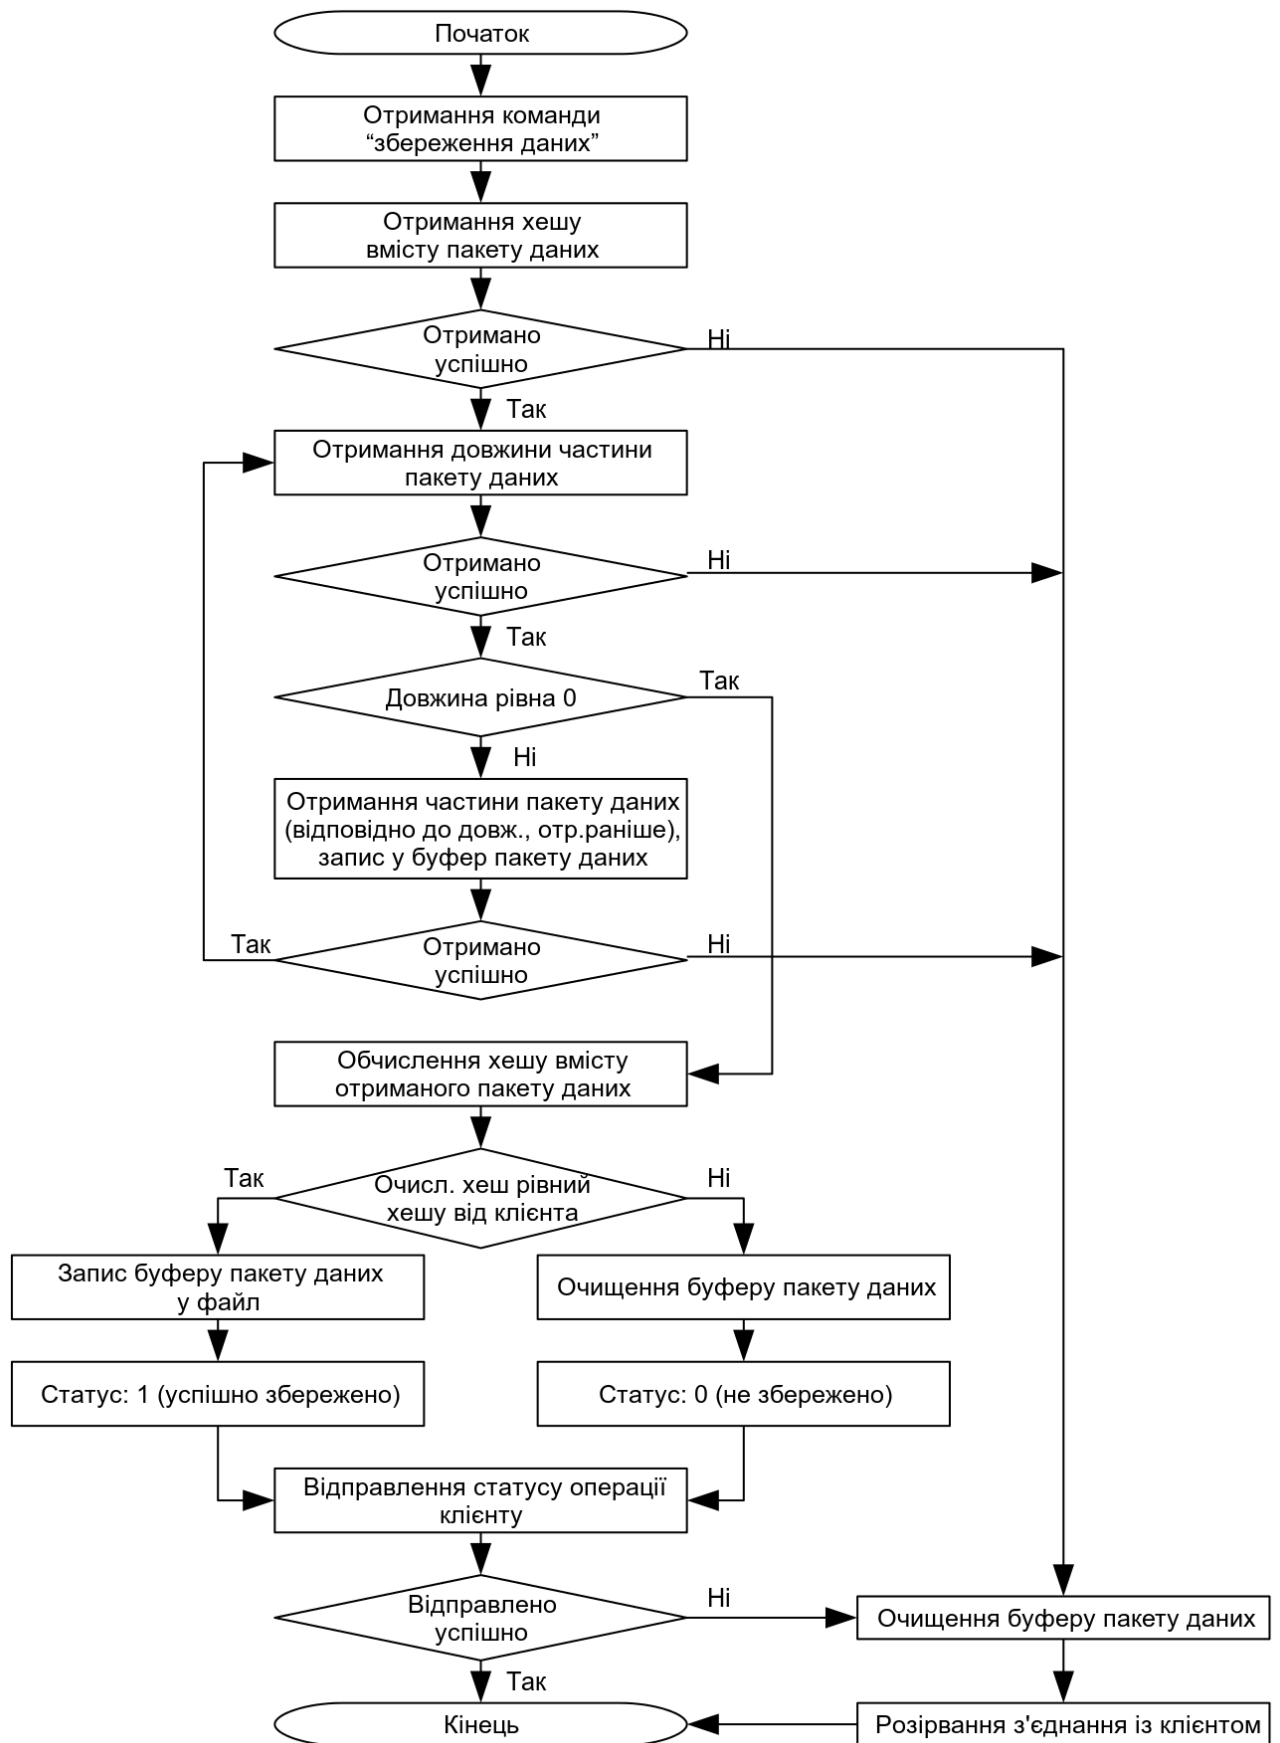 Початок
Отримання команди
“збереження даних”
Отримання хешу
вмісту пакету даних
Отримано
успішно
Ні
Так
Отримання довжини частини
пакету даних
Отримано
успішно
Ні
Так
Довжина рівна 0
Так
Ні
Отримання частини пакету даних
(відповідно до довж., отр.раніше),
запис у буфер пакету даних
Так
Отримано
успішно
Ні
Обчислення хешу вмісту
отриманого пакету даних
Так
Очисл. хеш рівний
хешу від клієнта
Ні
Запис буферу пакету даних
у файл
Очищення буферу пакету даних
Статус: 1 (успішно збережено)
Статус: 0 (не збережено)
Відправлення статусу операції
клієнту
Відправлено
успішно
Ні
Очищення буферу пакету даних
Так
Кінець
Розірвання з'єднання із клієнтом